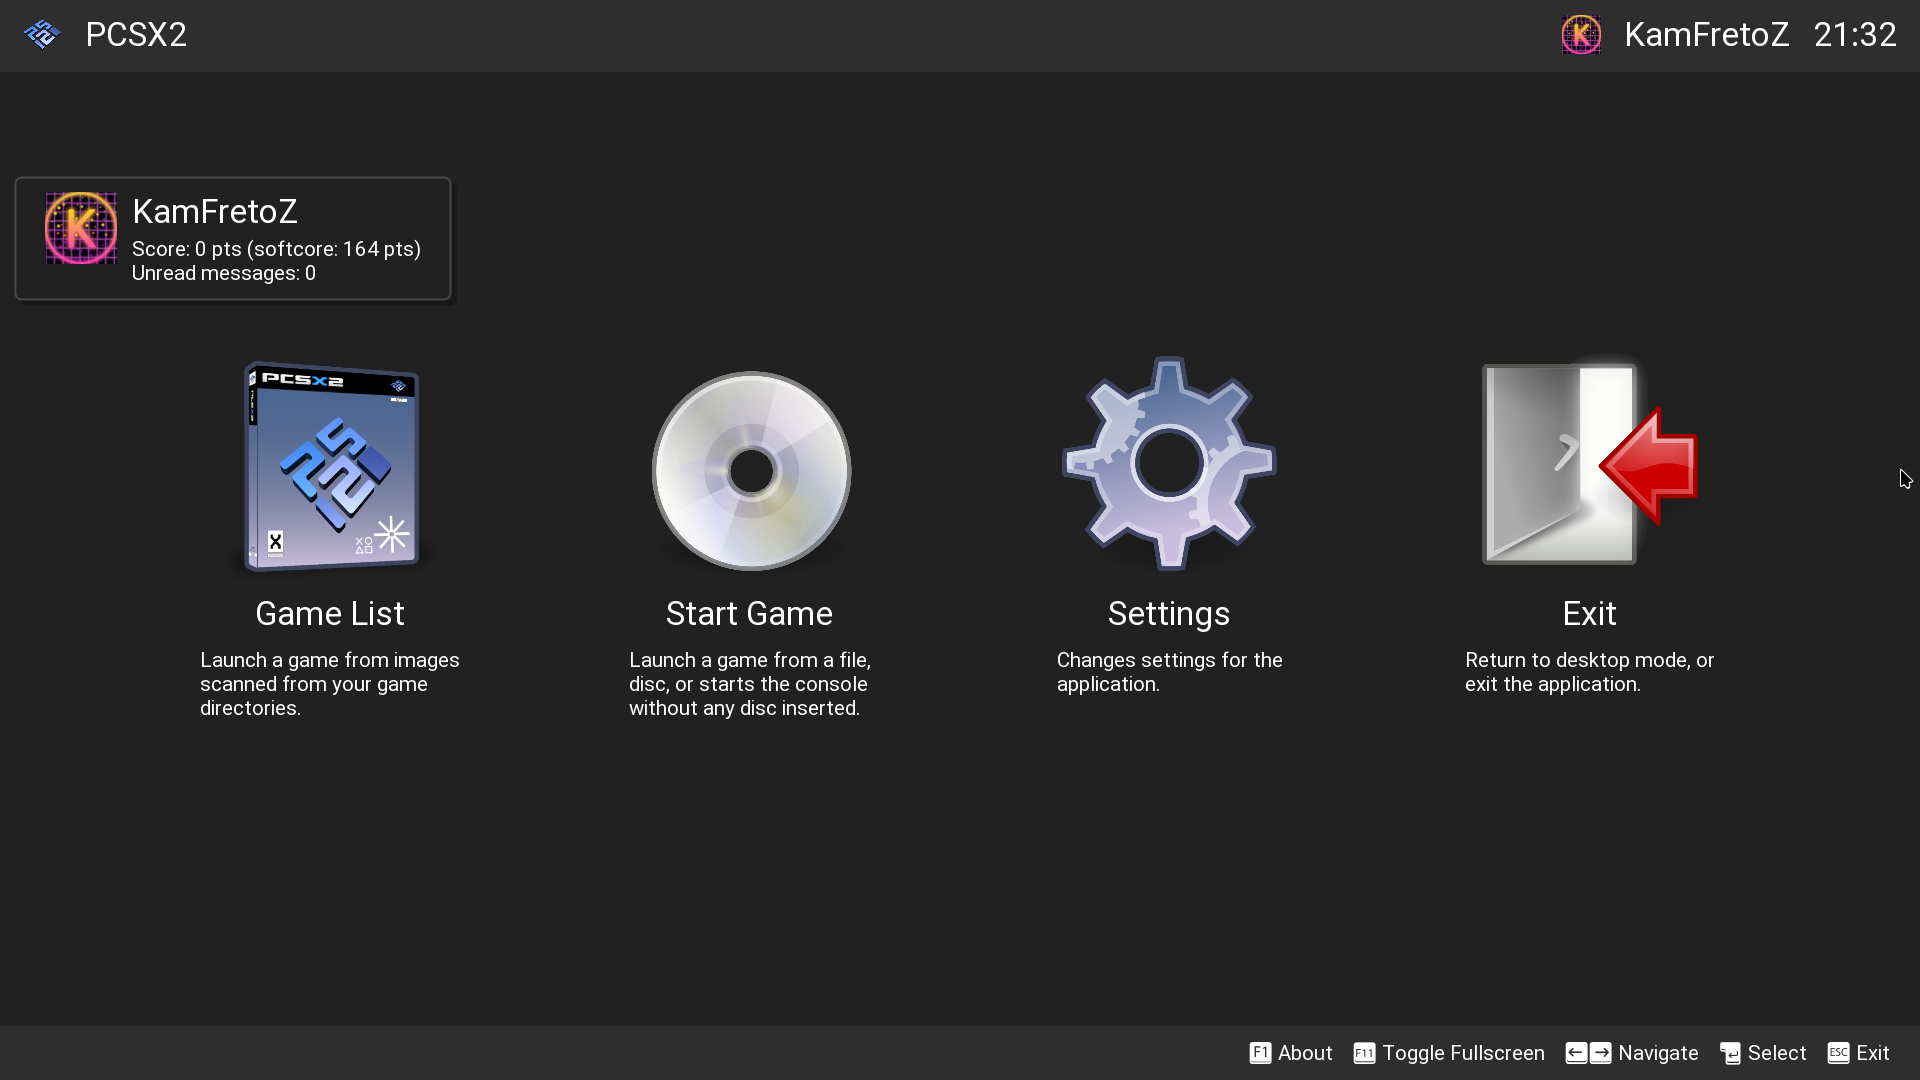 PCSX2
KamFretoZ 21:32
KamFretoZ
Score: 0 pts (softcore: 164 pts)
Unread messages: 0
PCSX2
Game List
Launch a game from images
scanned from your game
directories.
Start Game
Launch a game from a file,
disc, or starts the console
without any disc inserted.
Settings
Changes settings for the
application.
Exit
Return to desktop mode, or
exit the application.
F1 About F11 Toggle Fullscreen Navigate Select ESC Exit